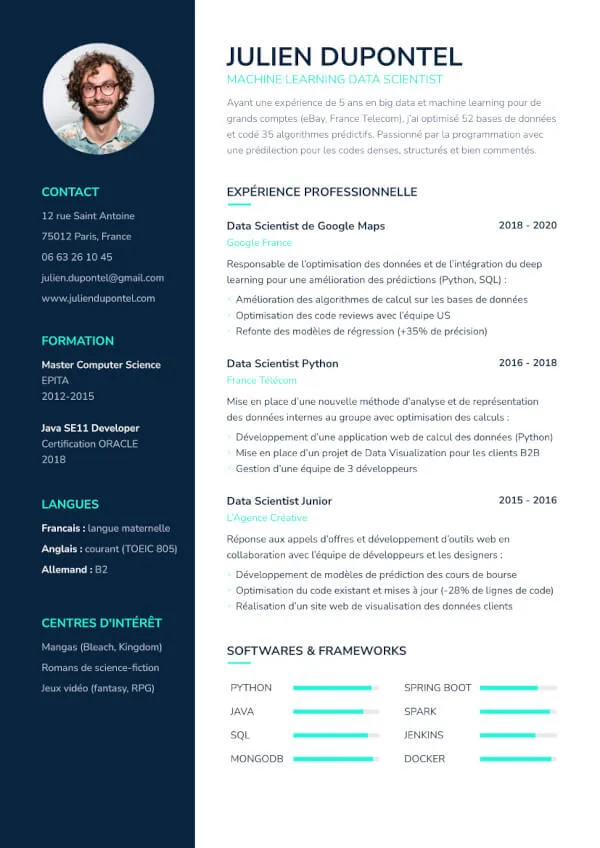 JULIEN DUPONTEL
MACHINE LEARNING DATA SCIENTIST
Ayant une expérience de 5 ans en big data et machine learning pour de
grands comptes (eBay, France Telecom), j'ai optimisé 52 bases de données
et codé 35 algorithmes prédictifs. Passionné par la programmation avec
une prédilection pour les codes denses, structurés et bien commentés.
CONTACT
12 rue Saint Antoine
75012 Paris, France
06 63 26 10 45
julien.dupontel@gmail.com
www.juliendupontel.com
FORMATION
Master Computer Science
EPITA
2012-2015
Java SE11 Developer
Certification ORACLE
2018
LANGUES
Francais : langue maternelle
Anglais : courant (TOEIC 805)
Allemand : B2
CENTRES D'INTÉRÊT
Mangas (Bleach, Kingdom)
Romans de science-fiction
Jeux vidéo (fantasy, RPG)
EXPÉRIENCE PROFESSIONNELLE
Data Scientist de Google Maps 2018 - 2020
Google France
Responsable de l'optimisation des données et de l'intégration du deep
learning pour une amélioration des prédictions (Python, SQL) :
· Amélioration des algorithmes de calcul sur les bases de données
· Optimisation des code reviews avec l'équipe US
· Refonte des modèles de régression (+35% de précision)
Data Scientist Python 2016 - 2018
France Télécom
Mise en place d'une nouvelle méthode d'analyse et de représentation
des données internes au groupe avec optimisation des calculs :
· Développement d'une application web de calcul des données (Python)
· Mise en place d'un projet de Data Visualization pour les clients B2B
· Gestion d'une équipe de 3 développeurs
Data Scientist Junior 2015 - 2016
L'Agence Créative
Réponse aux appels d'offres et développement d'outils web en
collaboration avec l'équipe de développeurs et les designers :
· Développement de modèles de prédiction des cours de bourse
· Optimisation du code existant et mises à jour (-28% de lignes de code)
· Réalisation d'un site web de visualisation des données clients
SOFTWARES & FRAMEWORKS
PYTHON SPRING BOOT
JAVA SPARK
SQL JENKINS
MONGODB DOCKER